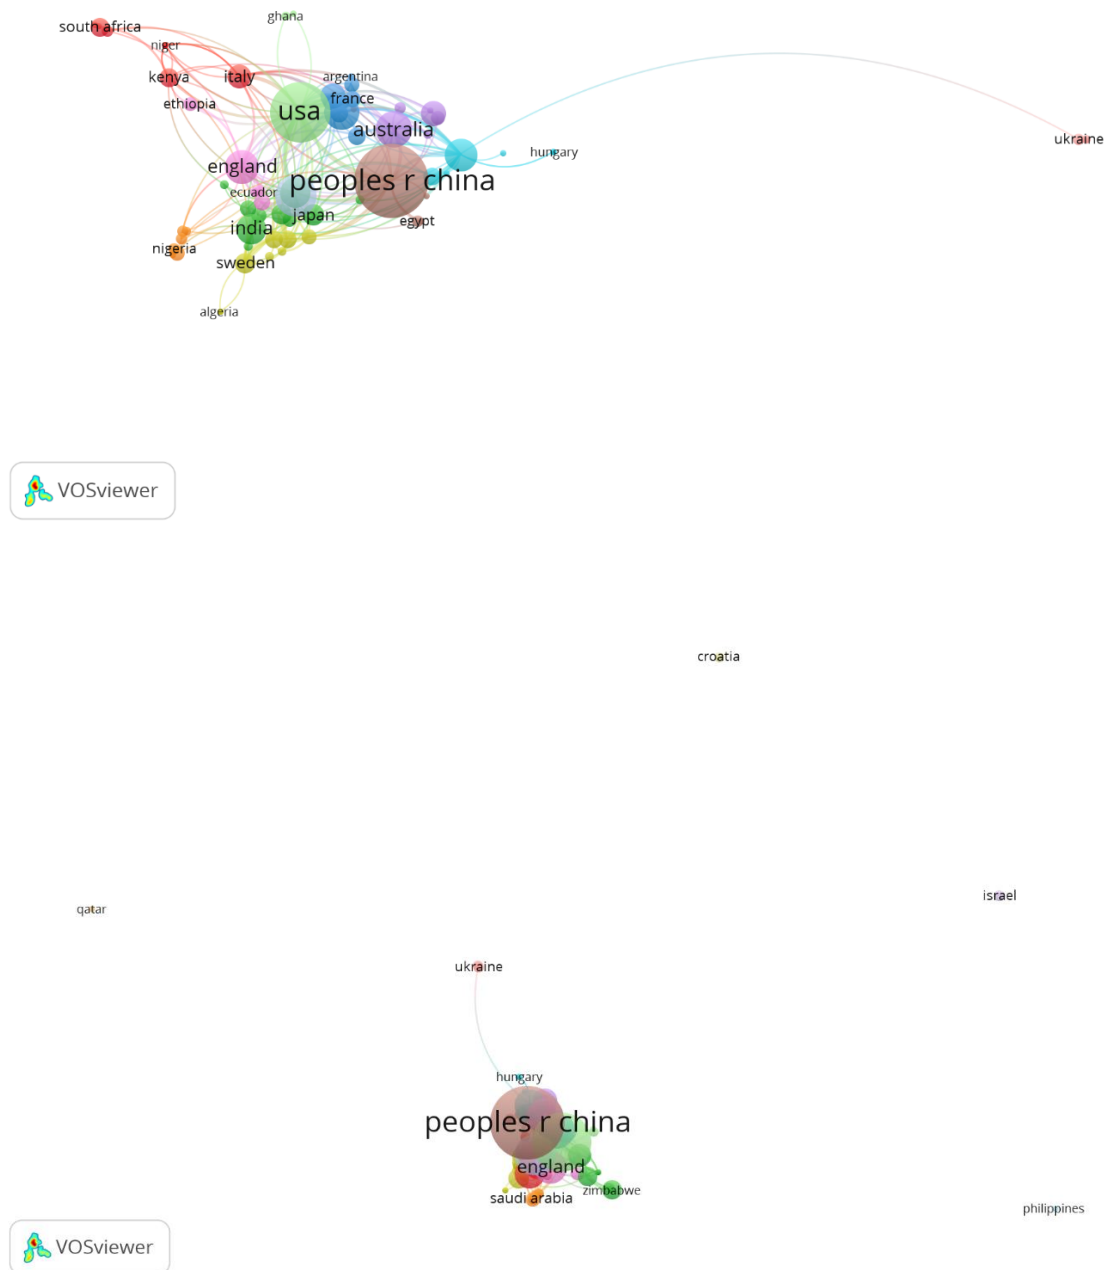 ghana
south africa
niger
kenya
italy
argentina
ethiopia
france
usa
australia
ukraine
hungary
england
peoples r china
ecuador
japan
egypt
india
nigeria
sweden
algeria
VOSviewer
croatia
israel
qatar
ukraine
hungary
peoples r china
england
zimbabwe
saudi arabia
philippines
VOSviewer